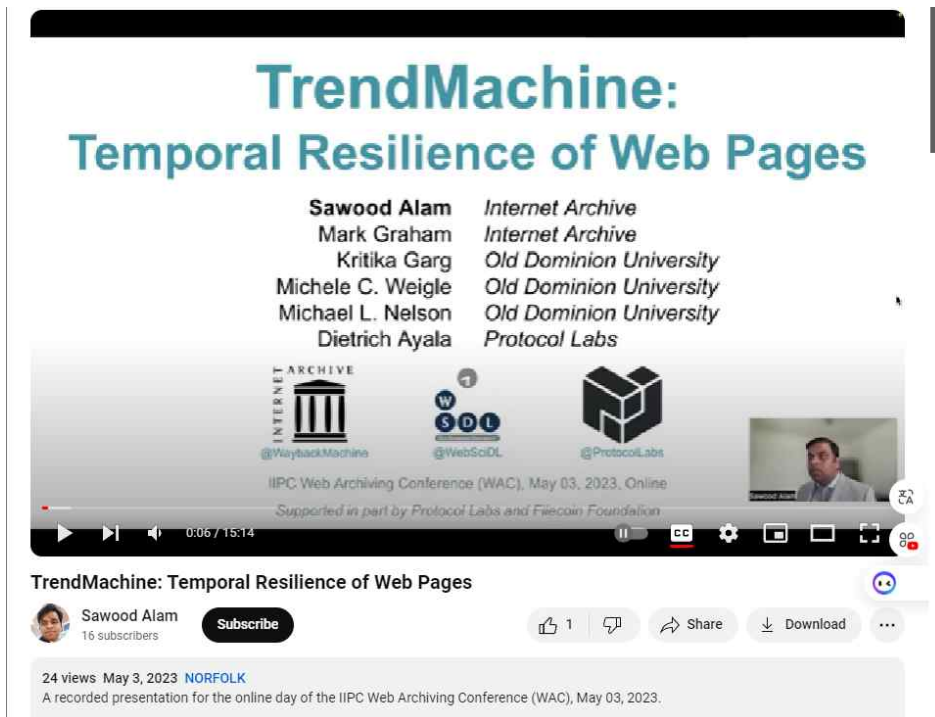 TrendMachine:
Temporal Resilience of Web Pages
Sawood Alam Internet Archive
Mark Graham Internet Archive
Kritika Garg Old Dominion University
Michele C. Weigle Old Dominion University
Michael L. Nelson Old Dominion University
Dietrich Ayala Protocol Labs
INTERNET ARCHIVE
WSDL
@WaybackMachine @WebSciDL @ProtocolLabs
IIPC Web Archiving Conference (WAC), May 03, 2023, Online
Supported in part by Protocol Labs and Filecoin Foundation
Sawood Alam
0:06 / 15:14 CC
TrendMachine: Temporal Resilience of Web Pages
Sawood Alam
16 subscribers
Subscribe
1 Share Download
24 views May 3, 2023 NORFOLK
A recorded presentation for the online day of the IIPC Web Archiving Conference (WAC), May 03, 2023.